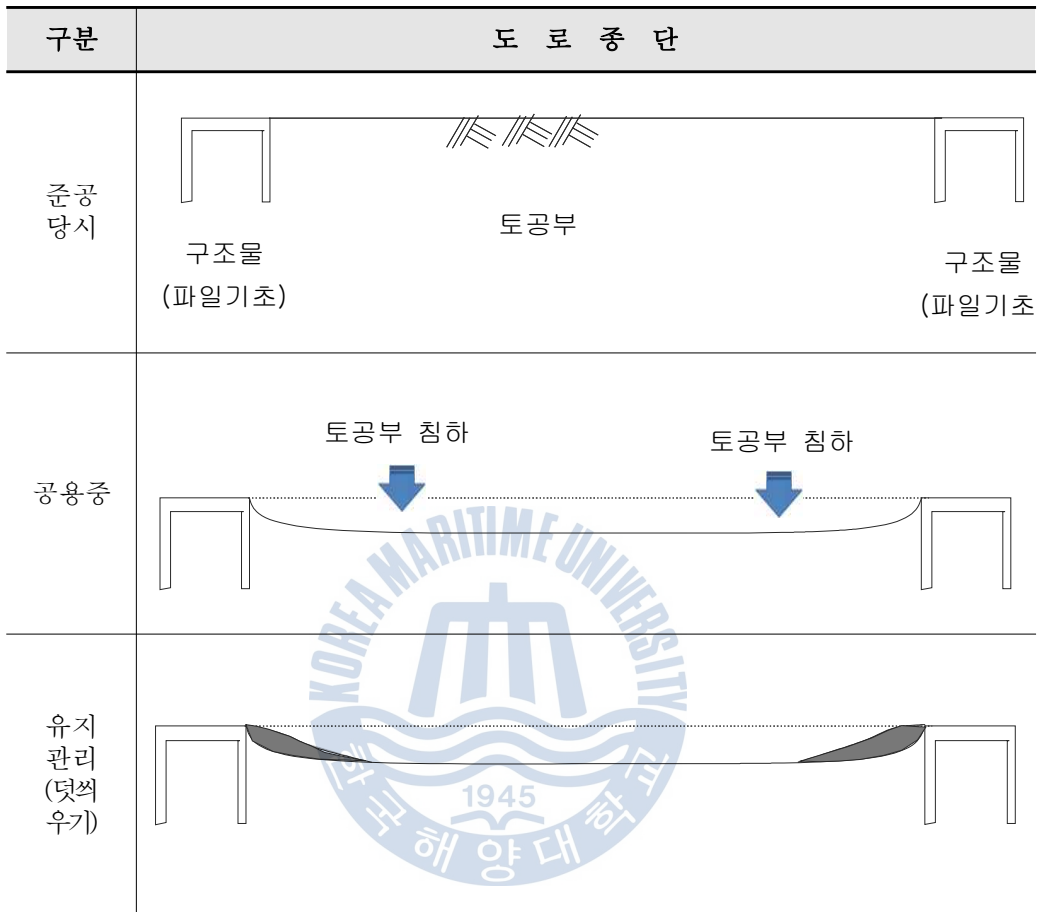 구분
도 로 종 단
준공
당시
토공부
구조물
(파일기초)
구조물
(파일기초
공용중
토공부 침하
토공부 침하
유지
관리
(덧씌
우기)
KOREA MARITIME UNIVERSITY
1945
한국해양대학교